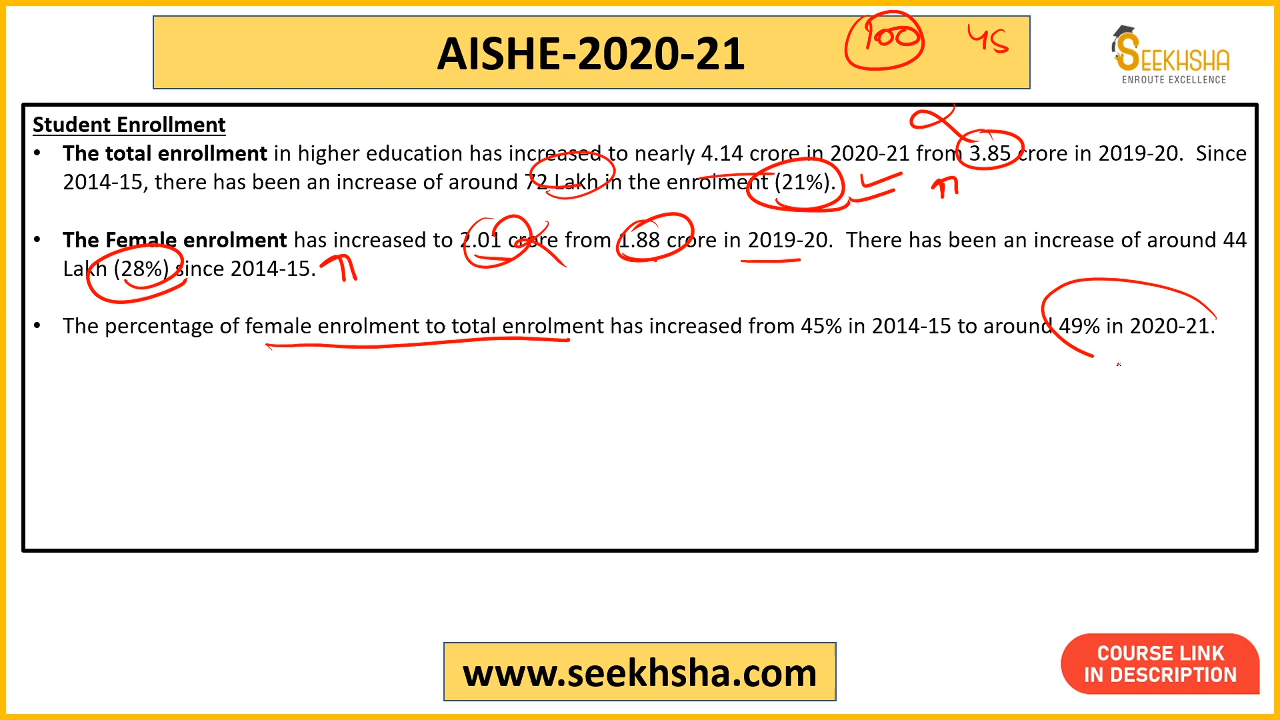 AISHE-2020-21
100 45
SEEKHSHA
ENROUTE EXCELLENCE
Student Enrollment
• The total enrollment in higher education has increased to nearly 4.14 crore in 2020-21 from 3.85 crore in 2019-20. Since
2014-15, there has been an increase of around 72 Lakh in the enrolment (21%).
• The Female enrolment has increased to 2.01 crore from 1.88 crore in 2019-20. There has been an increase of around 44
Lakh (28%) since 2014-15.
• The percentage of female enrolment to total enrolment has increased from 45% in 2014-15 to around 49% in 2020-21.
www.seekhsha.com
COURSE LINK
IN DESCRIPTION